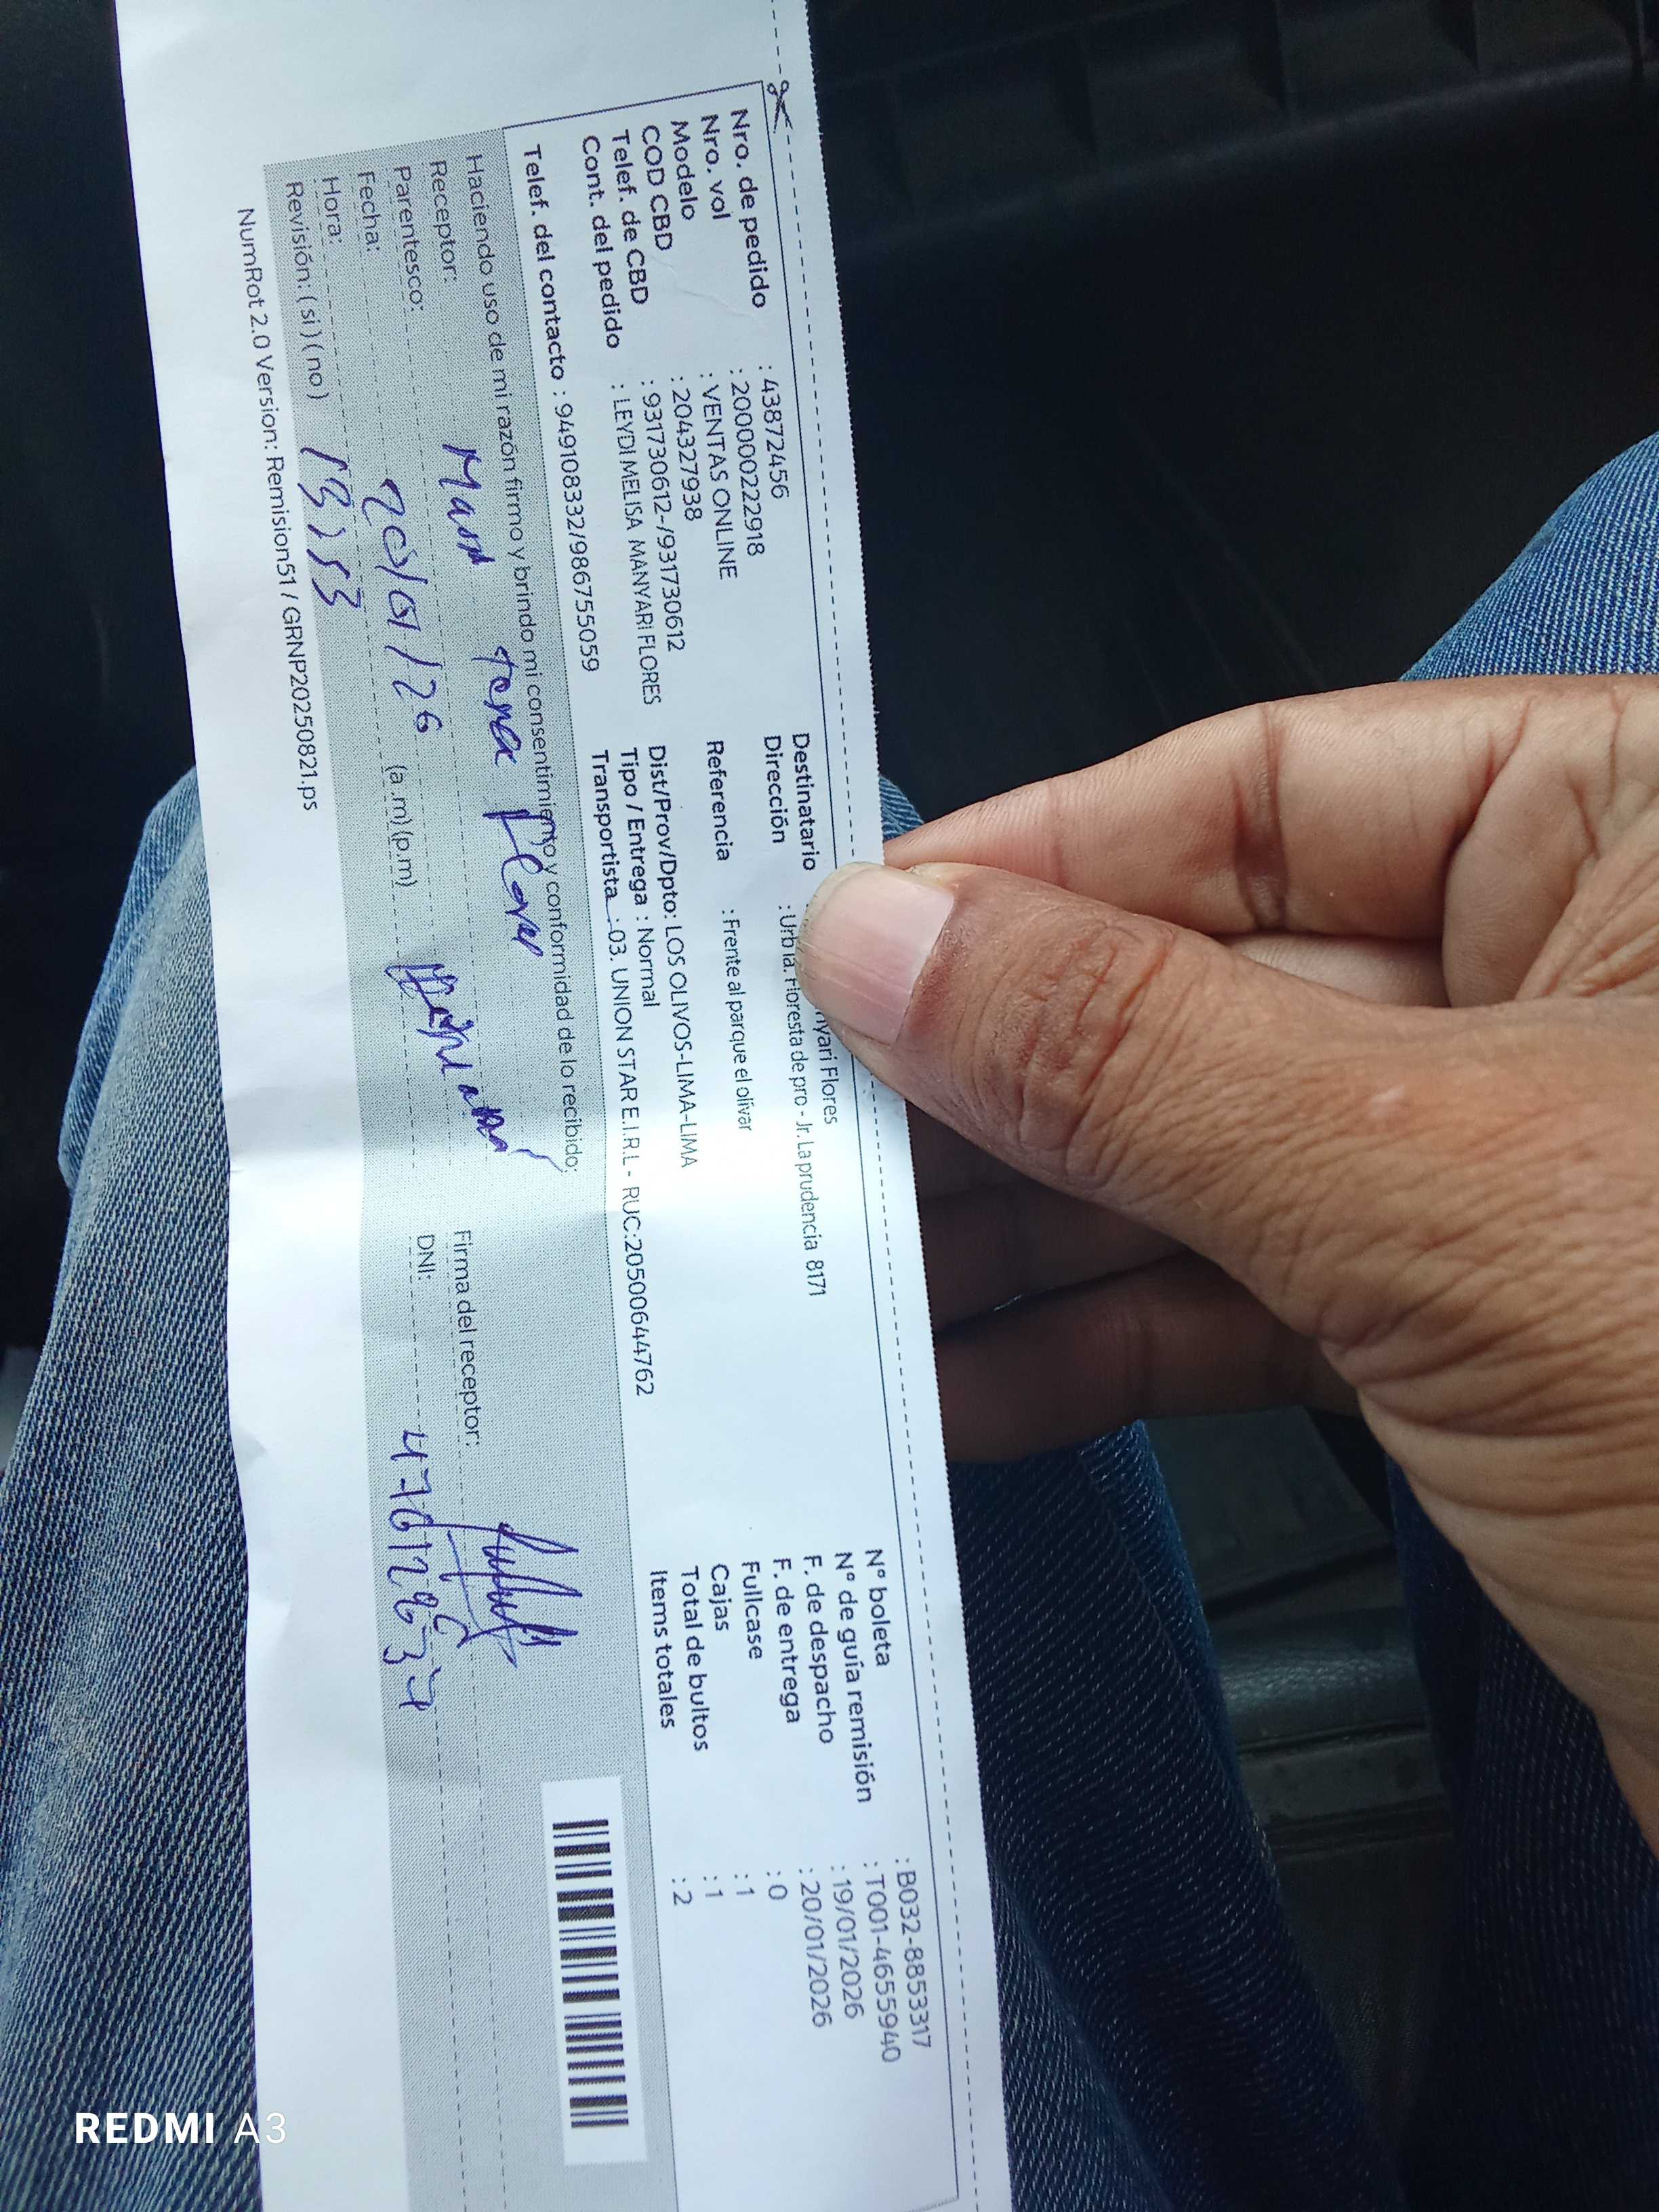 Nro. de pedido : 43872456
Nro. vol : 2000002222918
Modelo : VENTAS ONLINE
COD CBD : 204327938
Telef. de CBD : 931730612-/931730612
Cont. del pedido : LEYDI MELISA MANYARI FLORES
Telef. del contacto : 949108332/986755059
Destinatario nyari Flores
Dirección : Urb la. Floresta de pro - Jr. La prudencia 8171
Referencia : Frente al parque el olivar
Dist/Prov/Dpto: LOS OLIVOS-LIMA-LIMA
Tipo / Entrega : Normal
Transportista : 03. UNION STAR E.I.R.L - RUC:20500644762
N° boleta : B032-8853317
N° de guía remisión : T001-4655940
F. de despacho : 19/01/2026
F. de entrega : 20/01/2026
Fullcase : 0
Cajas : 1
Total de bultos : 1
Items totales : 2
Haciendo uso de mi razón firmo y brindo mi consentimiento y conformidad de lo recibido:
Receptor:
Parentesco:
Fecha: 20/01/26
Hora: 13:53 (a.m)(p.m)
Revisión: ( si ) ( no )
Firma del receptor:
DNI:
NumRot 2.0 Version: Remision51 / GRNP20250821.ps
REDMI A3